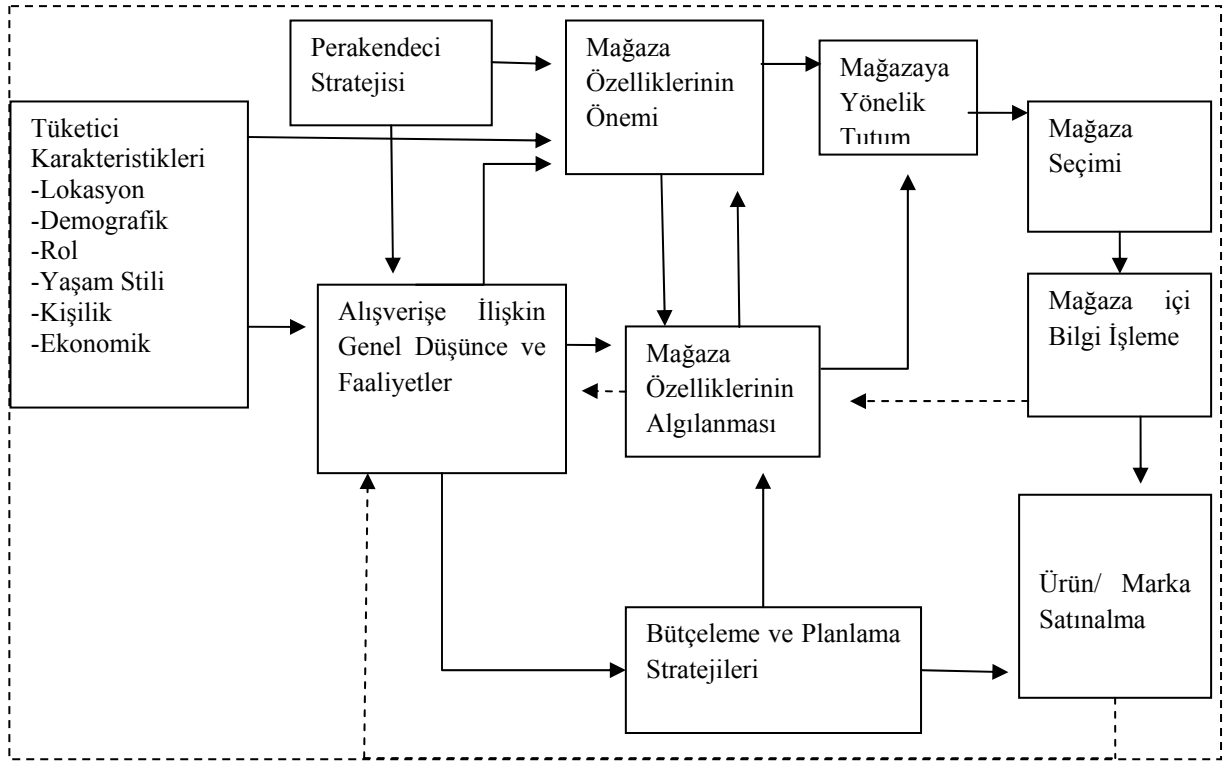 Perakendeci
Stratejisi
Mağaza
Özelliklerinin
Önemi
Mağazaya
Yönelik
Tutum
Mağaza
Seçimi
Tüketici
Karakteristikleri
-Lokasyon
-Demografik
-Rol
-Yaşam Stili
-Kişilik
-Ekonomik
Alışverişe İlişkin
Genel Düşünce ve
Faaliyetler
Mağaza
Özelliklerinin
Algılanması
Mağaza içi
Bilgi İşleme
Bütçeleme ve Planlama
Stratejileri
Ürün/ Marka
Satınalma